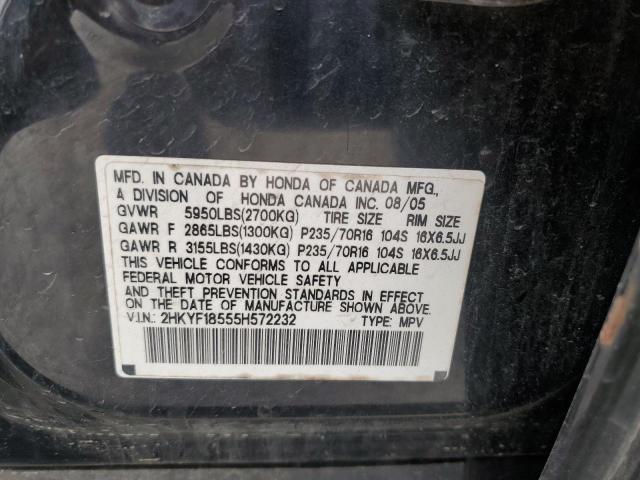 MFD. IN CANADA BY HONDA OF CANADA MFG.,
A DIVISION OF HONDA CANADA INC. 08/05
GVWR 5950LBS(2700KG) TIRE SIZE RIM SIZE
GAWR F 2865LBS(1300KG) P235/70R16 104S 16X6.5JJ
GAWR R 3155LBS(1430KG) P235/70R16 104S 16X6.5JJ
THIS VEHICLE CONFORMS TO ALL APPLICABLE
FEDERAL MOTOR VEHICLE SAFETY
AND THEFT PREVENTION STANDARDS IN EFFECT
ON THE DATE OF MANUFACTURE SHOWN ABOVE.
V.I.N.: 2HKYF18555H572232 TYPE: MPV